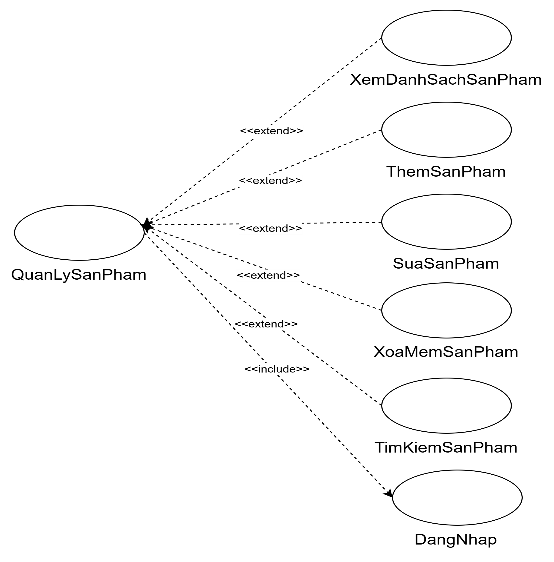 XemDanhSachSanPham
<<extend>>
ThemSanPham
<<extend>>
SuaSanPham
<<extend>>
QuanLySanPham
<<extend>>
XoaMemSanPham
<<extend>>
<<include>>
TimKiemSanPham
DangNhap